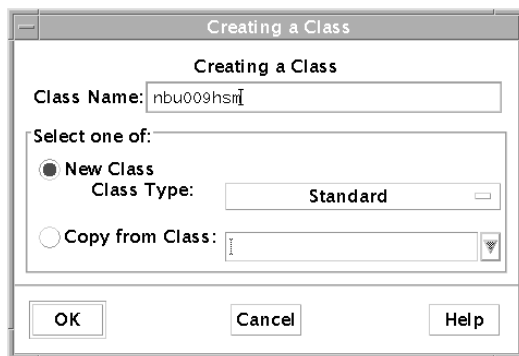 Creating a Class
Creating a Class
Class Name: nbu009hsm
Select one of:
New Class
Class Type: Standard
Copy from Class:
OK Cancel Help